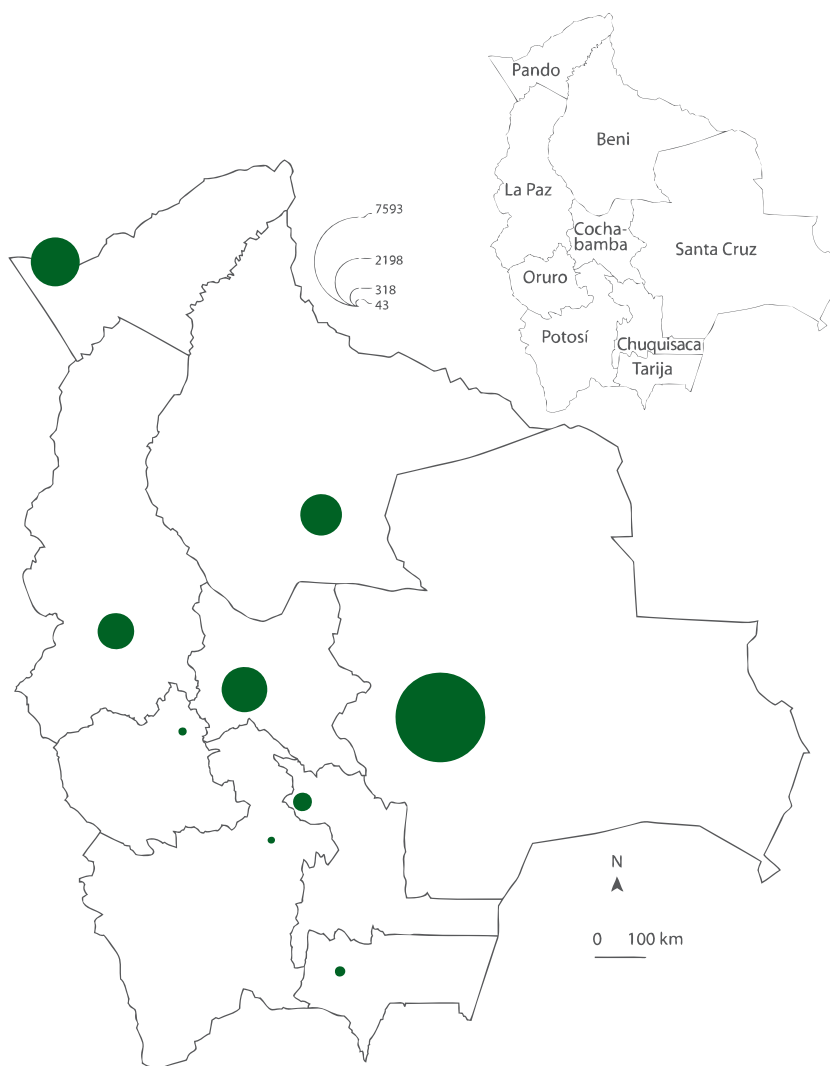 Pando
Beni
La Paz
7593
Cocha-
bamba
Santa Cruz
2198
Oruro
318
43
Potosí
Chuquisaca
Tarija
N
0 100 km